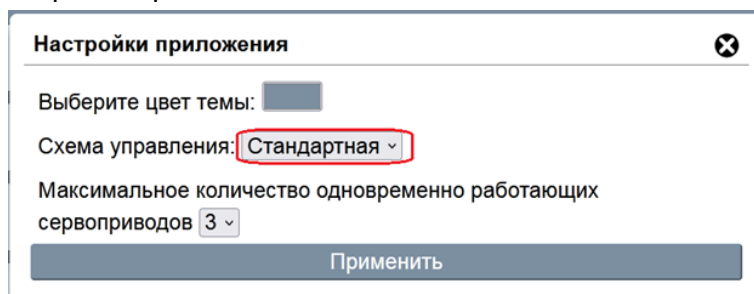 Настройки приложения
Выберите цвет темы:
Схема управления: Стандартная
Максимальное количество одновременно работающих
сервоприводов 3
Применить